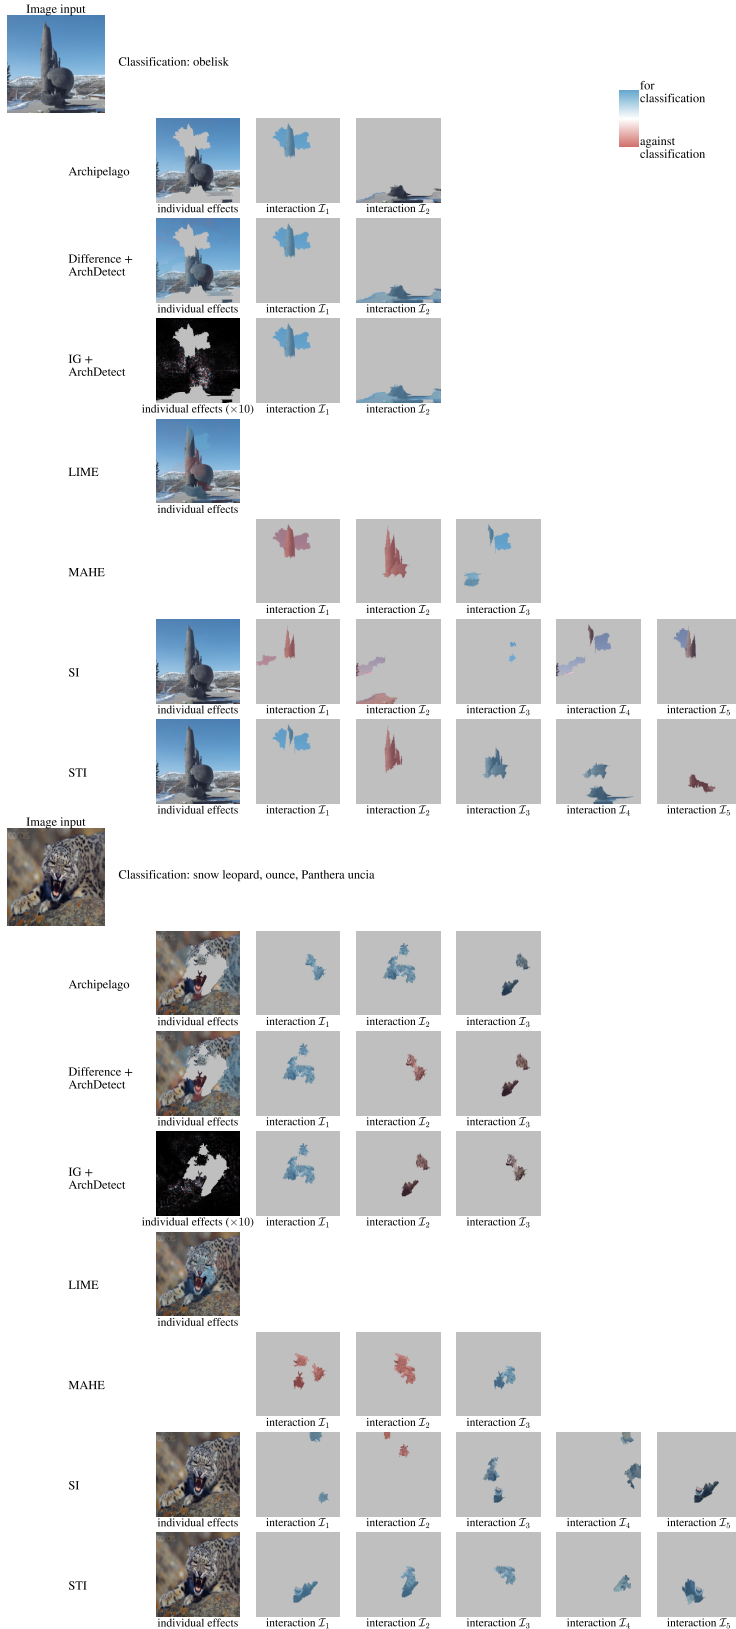 Image input
Classification: obelisk
for
classification
against
classification
Archipelago
individual effects
interaction I₁
interaction I₂
Difference +
ArchDetect
individual effects
interaction I₁
interaction I₂
IG +
ArchDetect
individual effects (×10)
interaction I₁
interaction I₂
LIME
individual effects
MAHE
interaction I₁
interaction I₂
interaction I₃
SI
individual effects
interaction I₁
interaction I₂
interaction I₃
interaction I₄
interaction I₅
STI
individual effects
interaction I₁
interaction I₂
interaction I₃
interaction I₄
interaction I₅
Image input
Classification: snow leopard, ounce, Panthera uncia
Archipelago
individual effects
interaction I₁
interaction I₂
interaction I₃
Difference +
ArchDetect
individual effects
interaction I₁
interaction I₂
interaction I₃
IG +
ArchDetect
individual effects (×10)
interaction I₁
interaction I₂
interaction I₃
LIME
individual effects
MAHE
interaction I₁
interaction I₂
interaction I₃
SI
individual effects
interaction I₁
interaction I₂
interaction I₃
interaction I₄
interaction I₅
STI
individual effects
interaction I₁
interaction I₂
interaction I₃
interaction I₄
interaction I₅